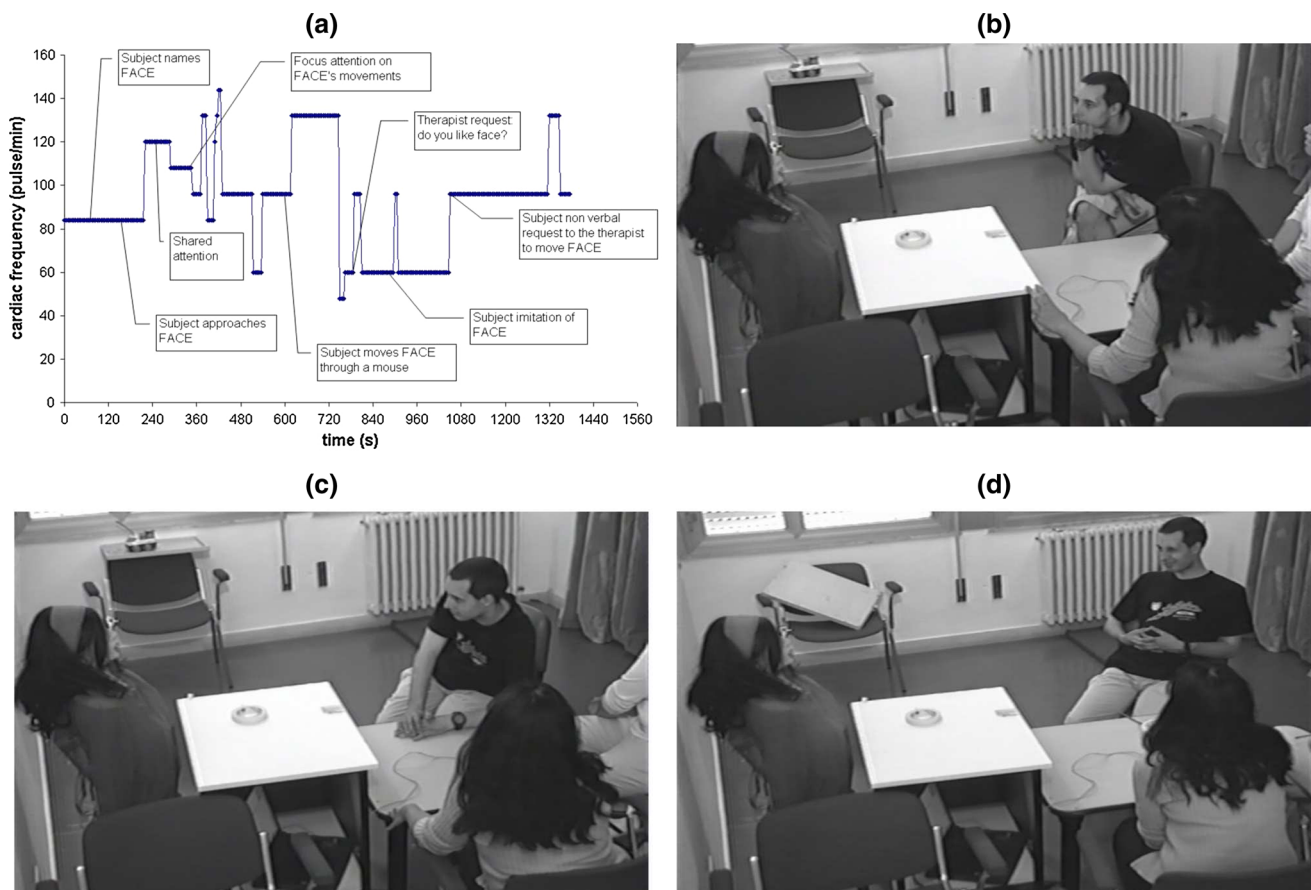 (a)
160
140
120
100
80
60
40
20
0
cardiac frequency (pulse/min)
Subject names
FACE
Focus attention on
FACE's movements
Therapist request:
do you like face?
Shared
attention
Subject non verbal
request to the therapist
to move FACE
Subject approaches
FACE
Subject imitation of
FACE
Subject moves FACE
through a mouse
0 120 240 360 480 600 720 840 960 1080 1200 1320 1440 1560
time (s)
(b)
(c)
(d)